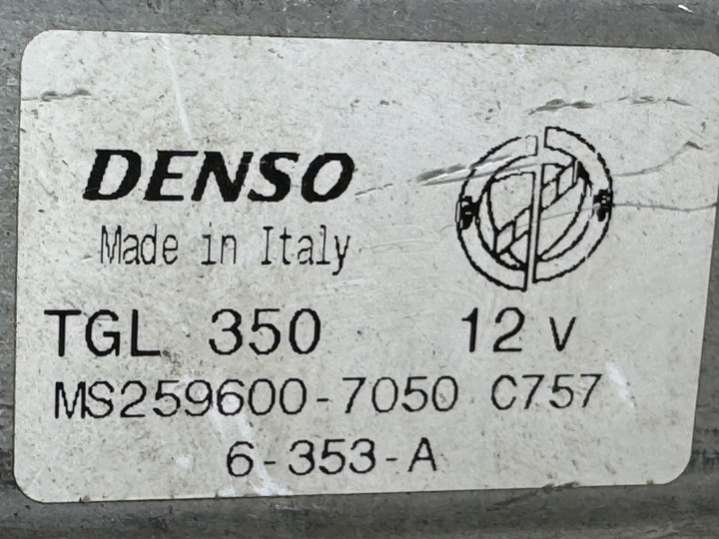 DENSO
Made in Italy
TGL 350 12 V
MS259600-7050 C757
6-353-A